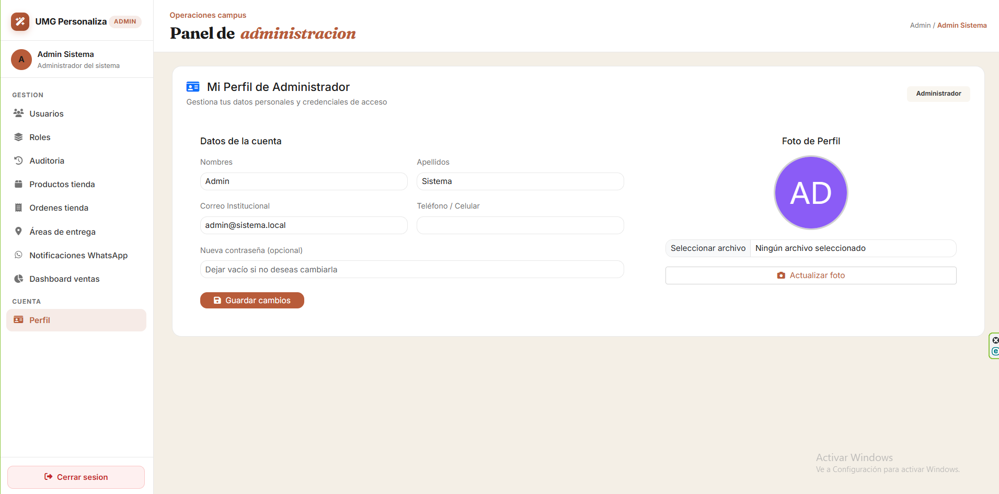 UMG Personaliza ADMIN
A
Admin Sistema
Administrador del sistema
GESTION
Usuarios
Roles
Auditoria
Productos tienda
Ordenes tienda
Áreas de entrega
Notificaciones WhatsApp
Dashboard ventas
CUENTA
Perfil
Cerrar sesion
Operaciones campus
Panel de administracion
Admin / Admin Sistema
Mi Perfil de Administrador
Gestiona tus datos personales y credenciales de acceso
Administrador
Datos de la cuenta
Nombres
Apellidos
Admin
Sistema
Correo Institucional
Teléfono / Celular
admin@sistema.local
Nueva contraseña (opcional)
Dejar vacío si no deseas cambiarla
Guardar cambios
Foto de Perfil
AD
Seleccionar archivo
Ningún archivo seleccionado
Actualizar foto
Activar Windows
Ve a Configuración para activar Windows.